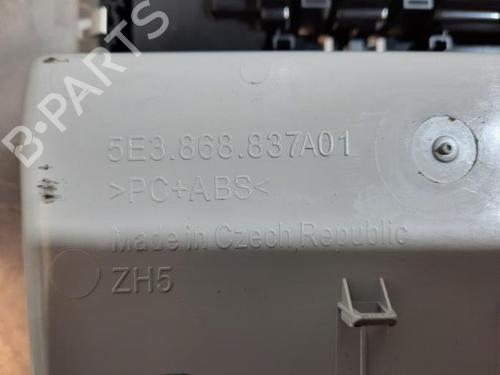 5E3.868.837A01
>PC+ABS<
Made in Czech Republic
ZH5
B-PARTS